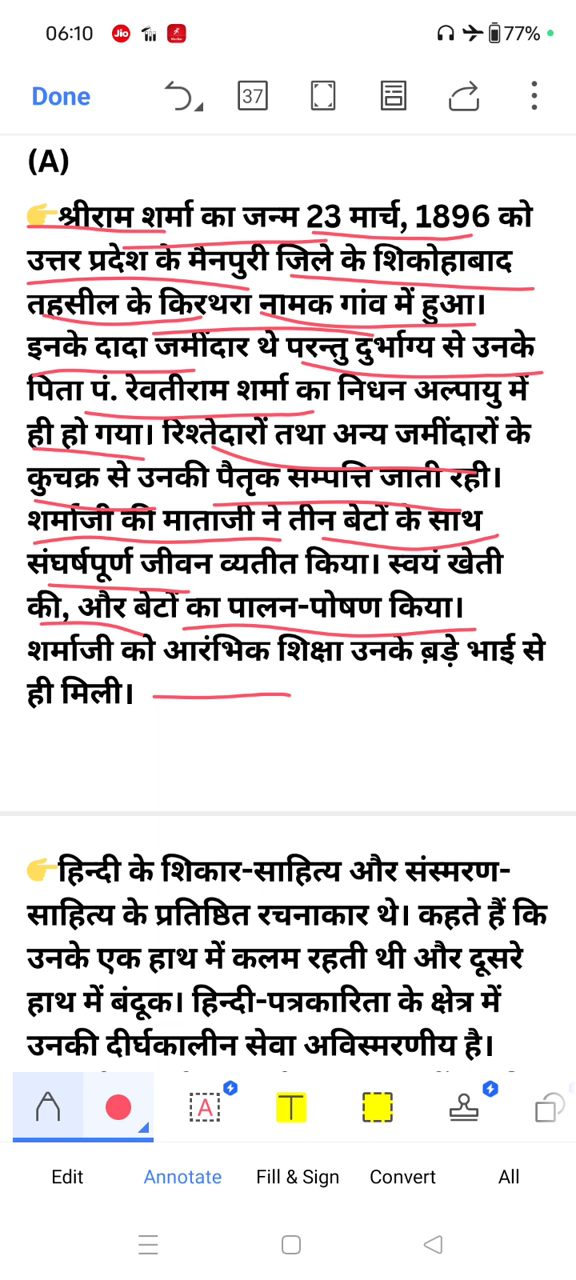 06:10
77%
Done
37
(A)
👉श्रीराम शर्मा का जन्म 23 मार्च, 1896 को
उत्तर प्रदेश के मैनपुरी जिले के शिकोहाबाद
तहसील के किरथरा नामक गांव में हुआ।
इनके दादा जमींदार थे परन्तु दुर्भाग्य से उनके
पिता पं. रेवतीराम शर्मा का निधन अल्पायु में
ही हो गया। रिश्तेदारों तथा अन्य जमींदारों के
कुचक्र से उनकी पैतृक सम्पत्ति जाती रही।
शर्माजी की माताजी ने तीन बेटों के साथ
संघर्षपूर्ण जीवन व्यतीत किया। स्वयं खेती
की, और बेटों का पालन-पोषण किया।
शर्माजी को आरंभिक शिक्षा उनके ब़ड़े भाई से
ही मिली।
👉हिन्दी के शिकार-साहित्य और संस्मरण-
साहित्य के प्रतिष्ठित रचनाकार थे। कहते हैं कि
उनके एक हाथ में कलम रहती थी और दूसरे
हाथ में बंदूक। हिन्दी-पत्रकारिता के क्षेत्र में
उनकी दीर्घकालीन सेवा अविस्मरणीय है।
Edit
Annotate
Fill & Sign
Convert
All